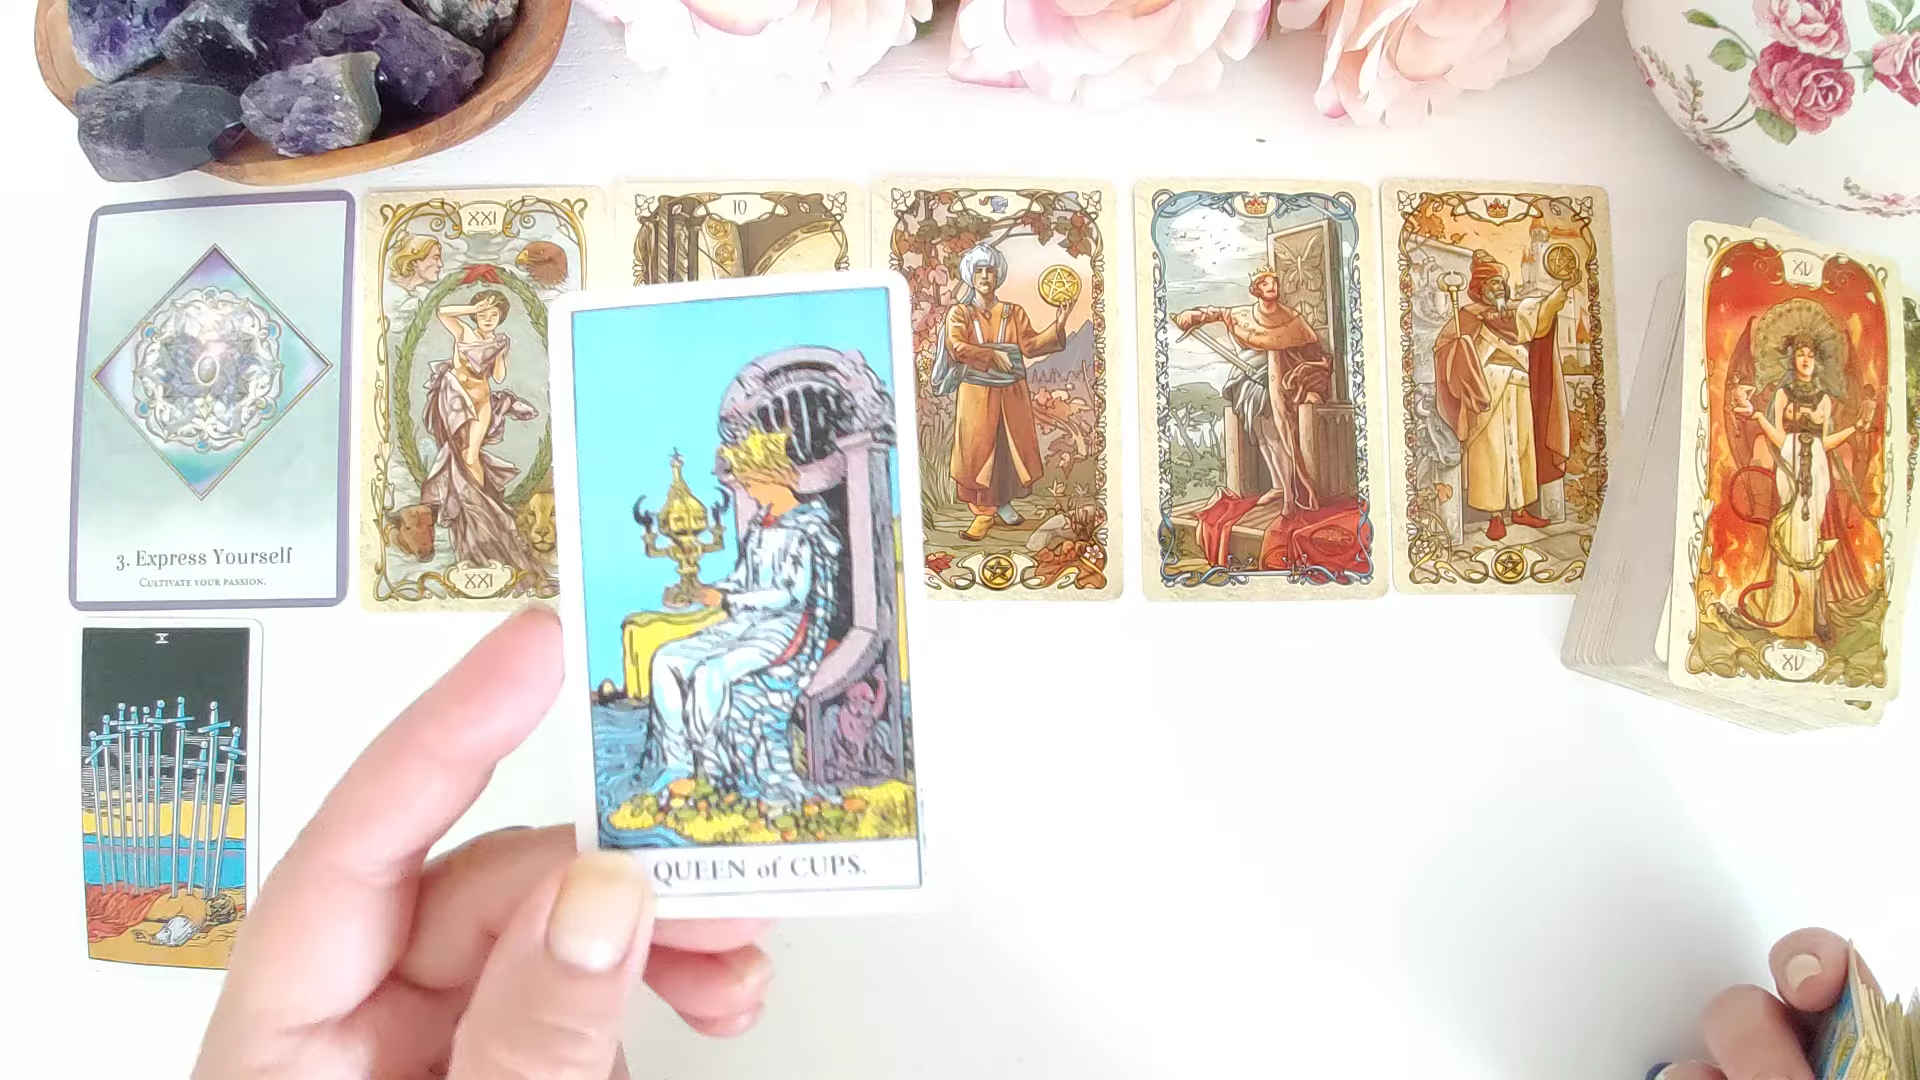 XXI
10
XV
3. Express Yourself
Cultivate your passion.
XXI
X
XV
QUEEN of CUPS.